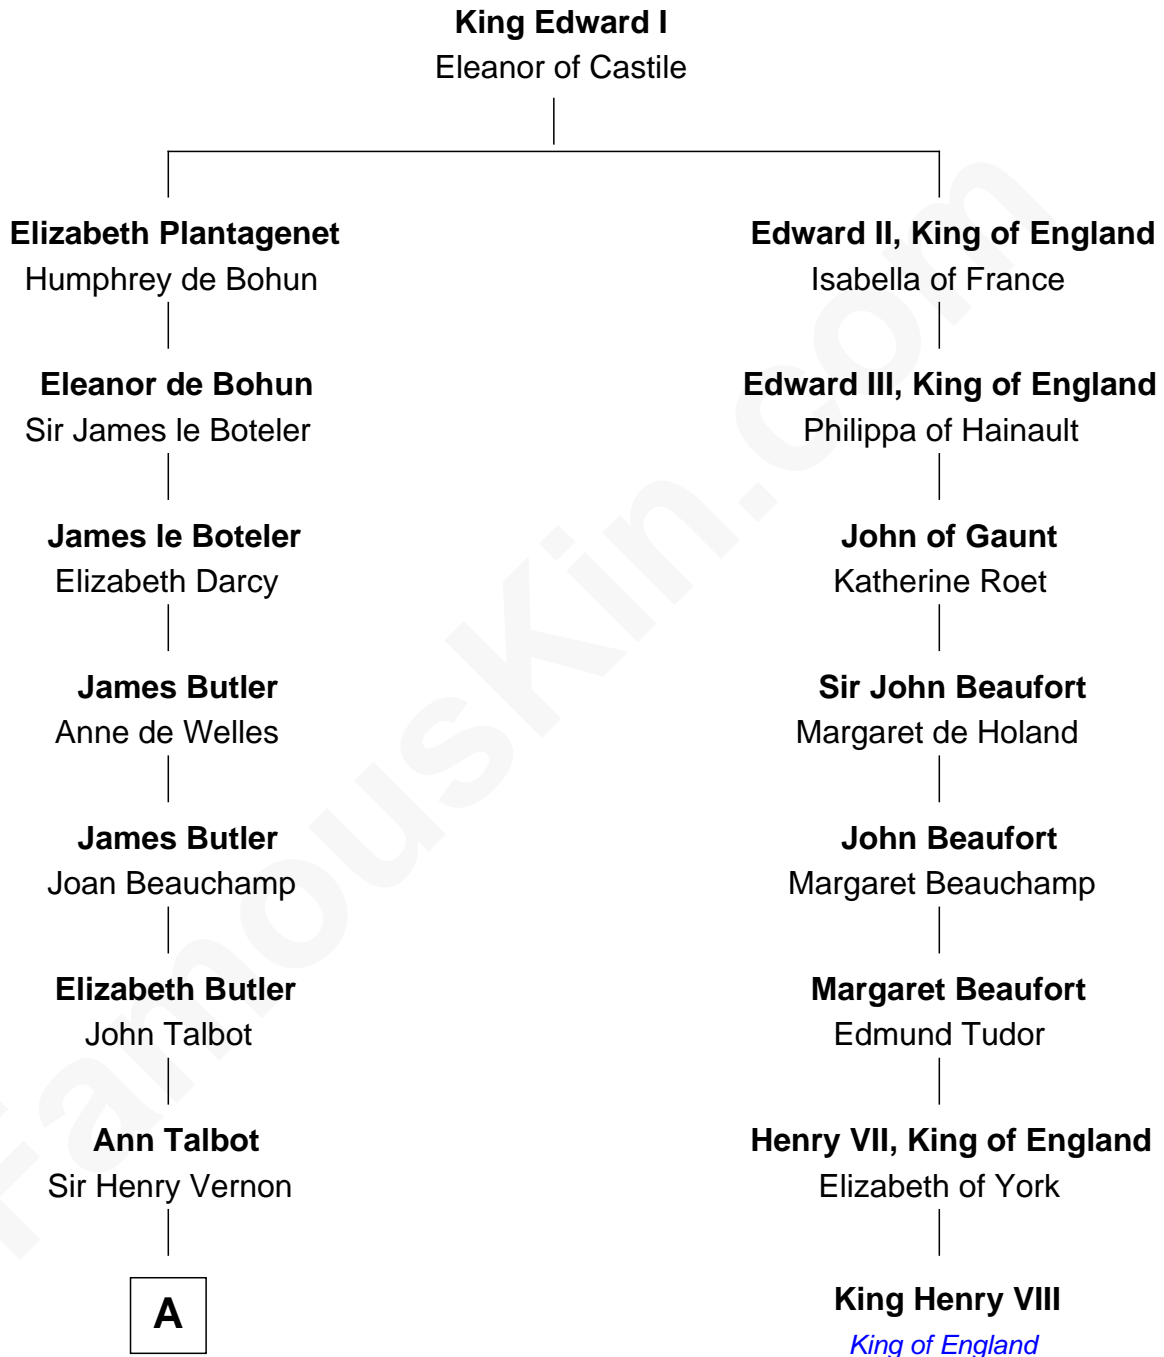 King Edward I
Eleanor of Castile
Elizabeth Plantagenet
Humphrey de Bohun
Edward II, King of England
Isabella of France
Eleanor de Bohun
Sir James le Boteler
Edward III, King of England
Philippa of Hainault
James le Boteler
Elizabeth Darcy
John of Gaunt
Katherine Roet
James Butler
Anne de Welles
Sir John Beaufort
Margaret de Holand
James Butler
Joan Beauchamp
John Beaufort
Margaret Beauchamp
Elizabeth Butler
John Talbot
Margaret Beaufort
Edmund Tudor
Ann Talbot
Sir Henry Vernon
Henry VII, King of England
Elizabeth of York
A
King Henry VIII
King of England
FamousKin.com